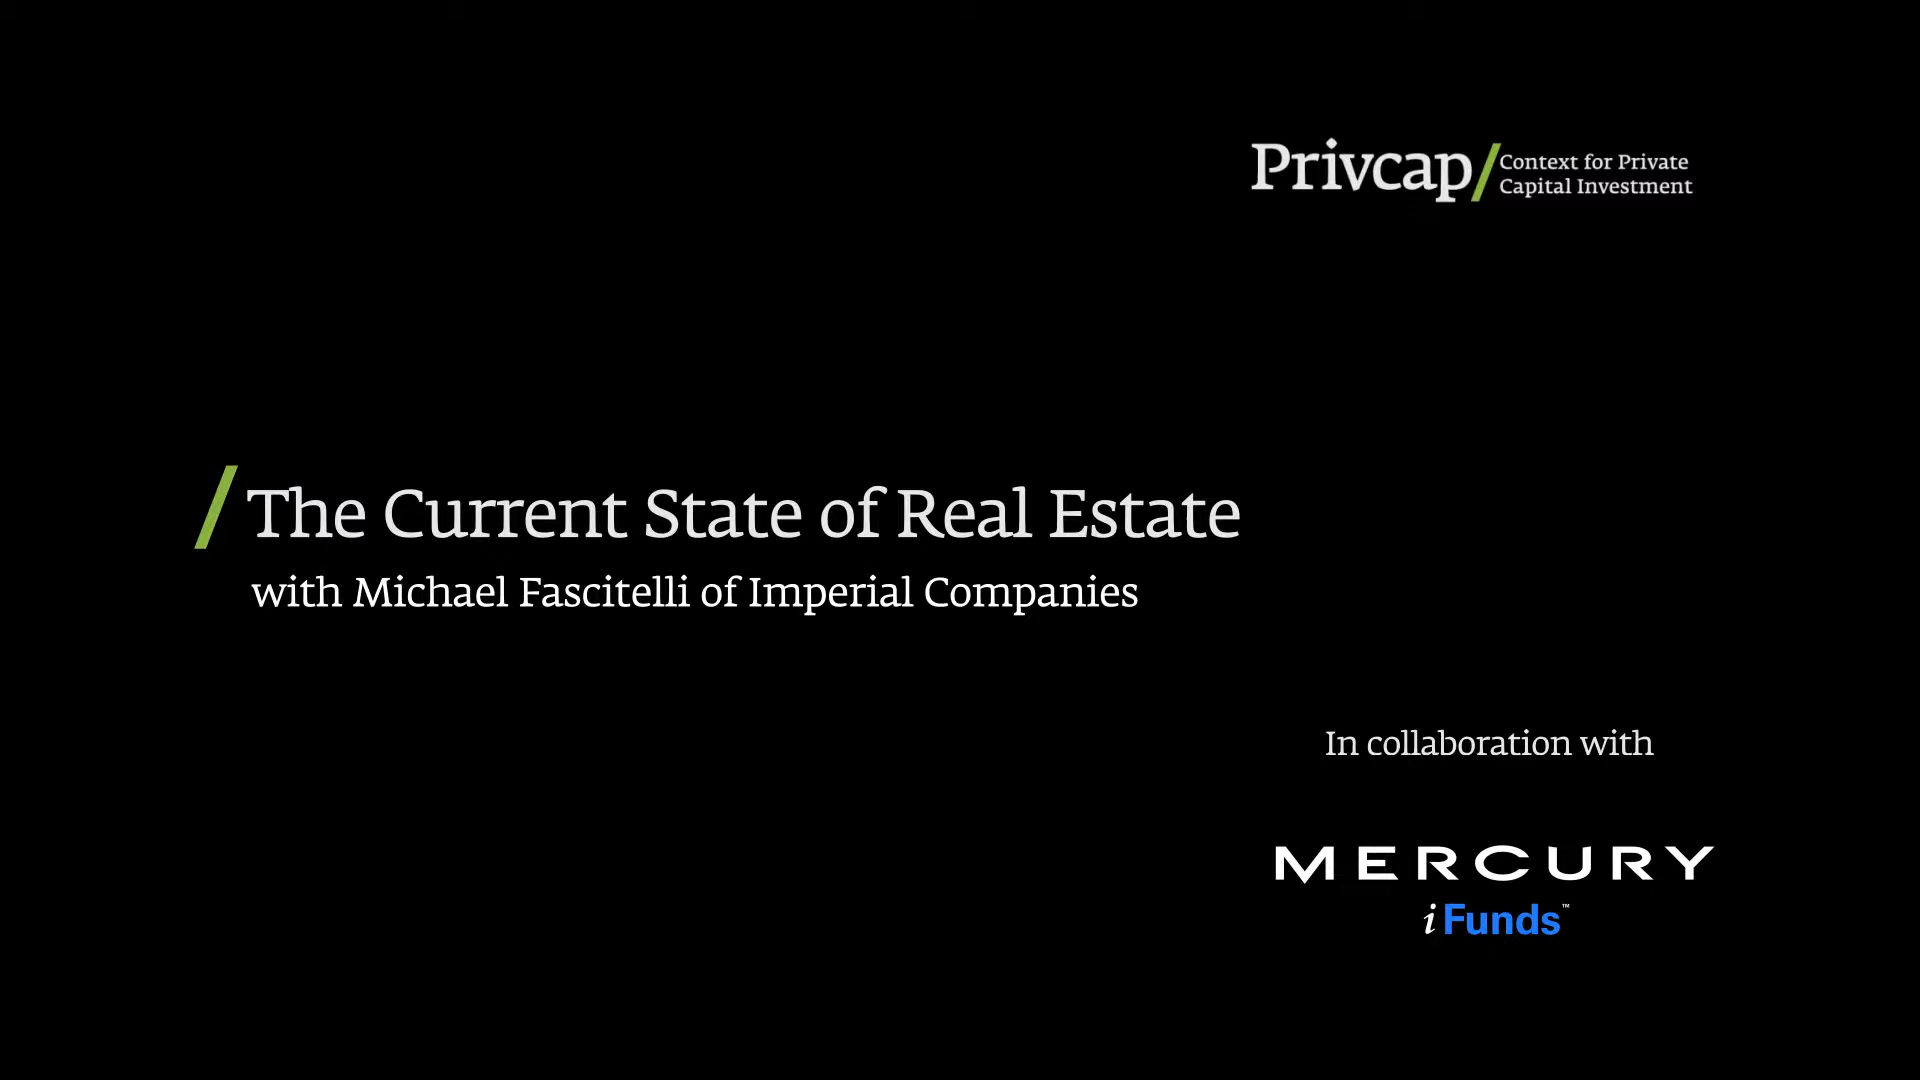 Privcap/
Context for Private
Capital Investment
/The Current State of Real Estate
with Michael Fascitelli of Imperial Companies
In collaboration with
MERCURY
iFunds™